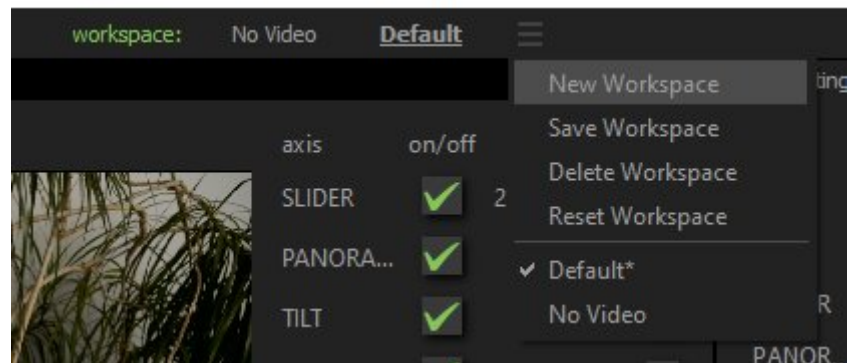 workspace: No Video Default
New Workspace
ting
axis on/off
Save Workspace
Delete Workspace
SLIDER 2
Reset Workspace
PANORA...
Default*
TILT
No Video
R
PANOR